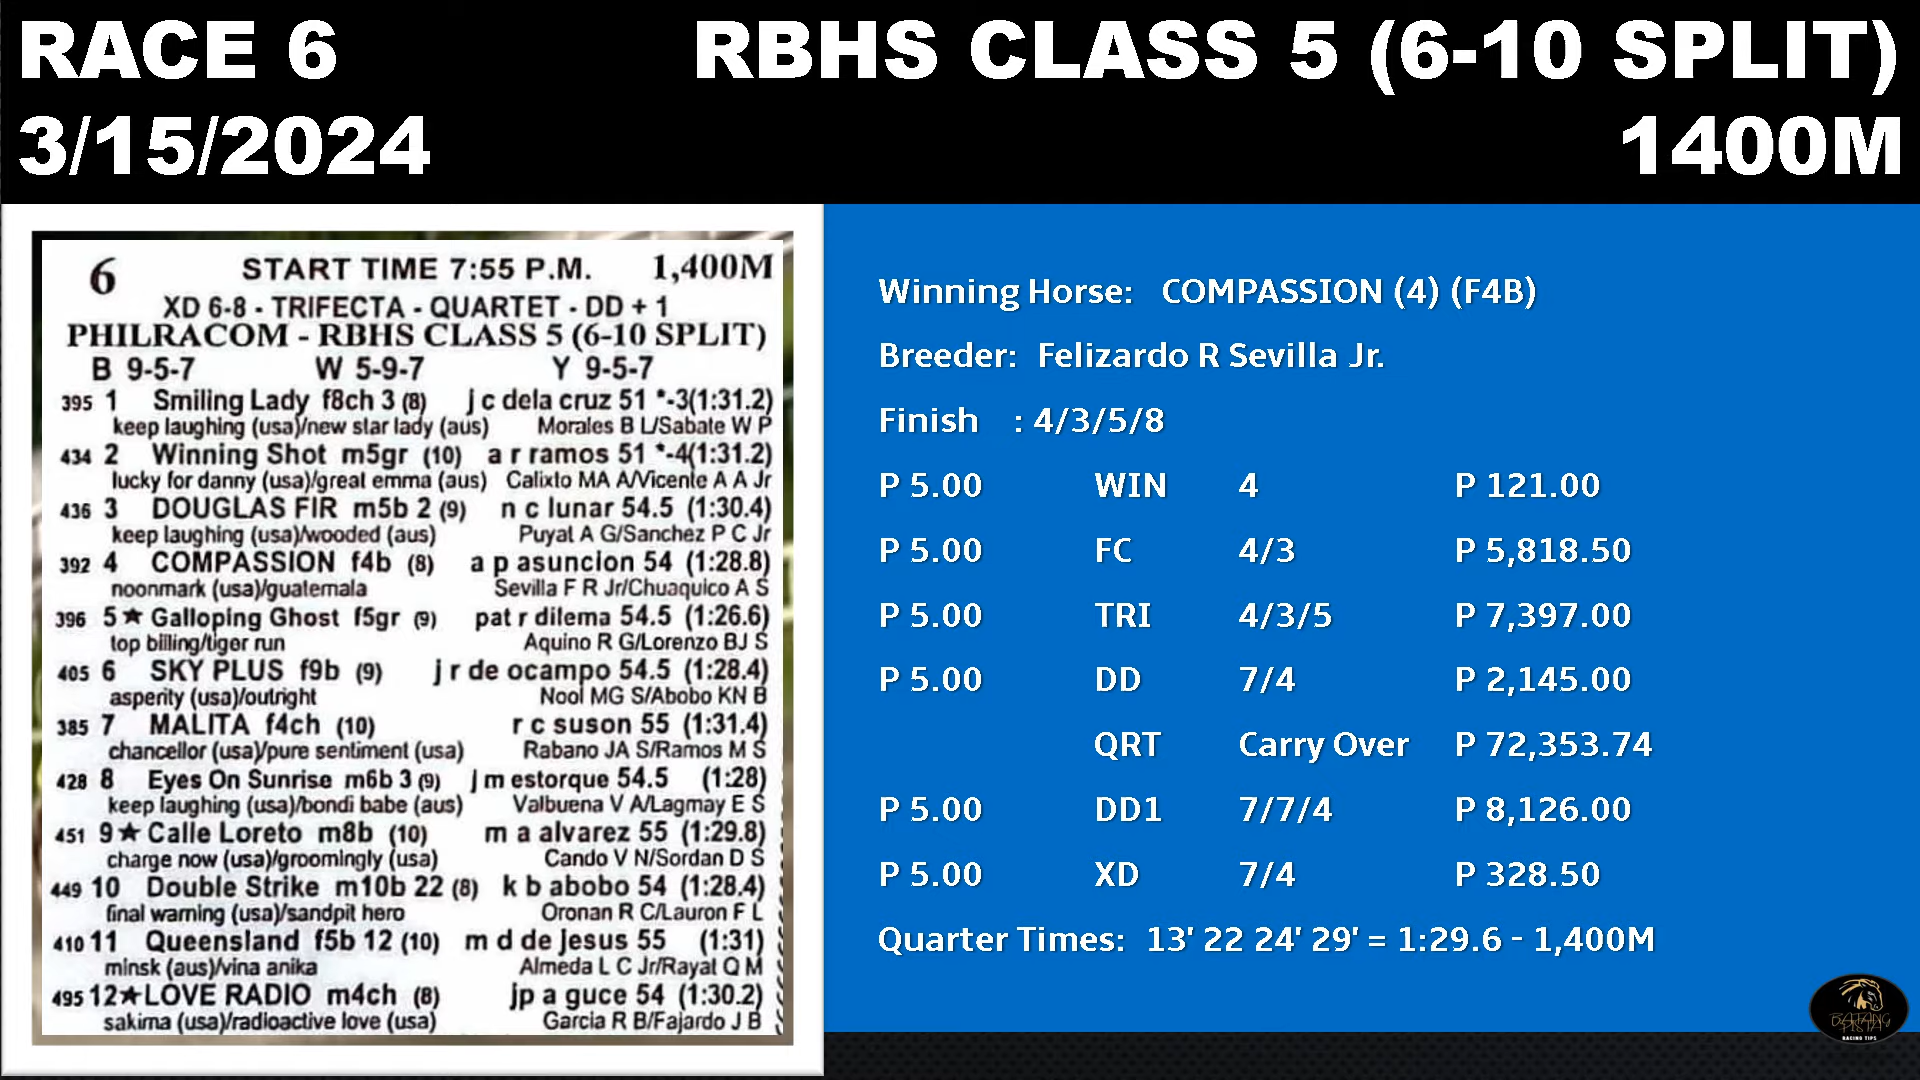 RACE 6
RBHS CLASS 5 (6-10 SPLIT)
3/15/2024
1400M
6 START TIME 7:55 P.M. 1,400M
XD 6-8 - TRIFECTA - QUARTET - DD + 1
PHILRACOM - RBHS CLASS 5 (6-10 SPLIT)
B 9-5-7 W 5-9-7 Y 9-5-7
395 1 Smiling Lady f8ch 3 (8) j c dela cruz 51 *-3(1:31.2)
keep laughing (usa)/new star lady (aus) Morales B L/Sabate W P
434 2 Winning Shot m5gr (10) a r ramos 51 *-4(1:31.2)
lucky for danny (usa)/great emma (aus) Calixto MA A/Vicente A A Jr
436 3 DOUGLAS FIR m5b 2 (9) n c lunar 54.5 (1:30.4)
keep laughing (usa)/wooded (aus) Puyat A G/Sanchez P C Jr
392 4 COMPASSION f4b (8) a p asuncion 54 (1:28.8)
noonmark (usa)/guatemala Sevilla F R Jr/Chuaquico A S
396 5★ Galloping Ghost f5gr (9) pat r dilema 54.5 (1:26.6)
top billing/tiger run Aquino R G/Lorenzo BJ S
405 6 SKY PLUS f9b (9) j r de ocampo 54.5 (1:28.4)
asperity (usa)/outright Nool MG S/Abobo KN B
385 7 MALITA f4ch (10) r c suson 55 (1:31.4)
chancellor (usa)/pure sentiment (usa) Rabano JA S/Ramos M S
428 8 Eyes On Sunrise m6b 3 (9) j m estorque 54.5 (1:28)
keep laughing (usa)/bondi babe (aus) Valbuena V A/Lagmay E S
451 9★ Calle Loreto m8b (10) m a alvarez 55 (1:29.8)
charge now (usa)/groomingly (usa) Cando V N/Sordan D S
449 10 Double Strike m10b 22 (8) k b abobo 54 (1:28.4)
final warning (usa)/sandpit hero Oronan R C/Lauron F L
410 11 Queensland f5b 12 (10) m d de jesus 55 (1:31)
minsk (aus)/vina anika Almeda L C Jr/Rayat Q M
495 12★LOVE RADIO m4ch (8) jp a guce 54 (1:30.2)
sakima (usa)/radioactive love (usa) Garcia R B/Fajardo J B
Winning Horse: COMPASSION (4) (F4B)
Breeder: Felizardo R Sevilla Jr.
Finish : 4/3/5/8
P 5.00 WIN 4 P 121.00
P 5.00 FC 4/3 P 5,818.50
P 5.00 TRI 4/3/5 P 7,397.00
P 5.00 DD 7/4 P 2,145.00
QRT Carry Over P 72,353.74
P 5.00 DD1 7/7/4 P 8,126.00
P 5.00 XD 7/4 P 328.50
Quarter Times: 13' 22 24' 29' = 1:29.6 - 1,400M
BATANG
PISTA
RACING TIPS